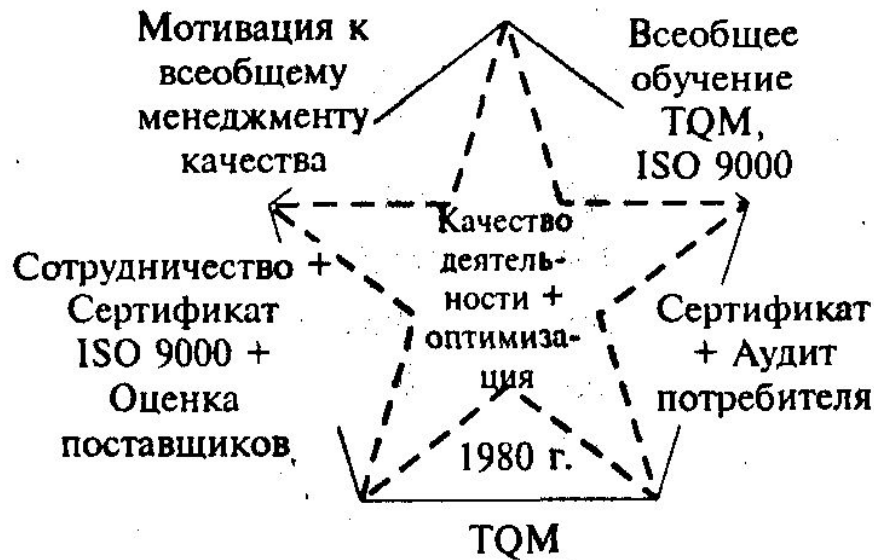 Мотивация к
всеобщему
менеджменту
качества
Всеобщее
обучение
TQM,
ISO 9000
Качество
деятель-
ности +
оптимиза-
ция
Сотрудничество +
Сертификат
ISO 9000 +
Оценка
поставщиков
Сертификат
+ Аудит
потребителя
1980 г.
TQM